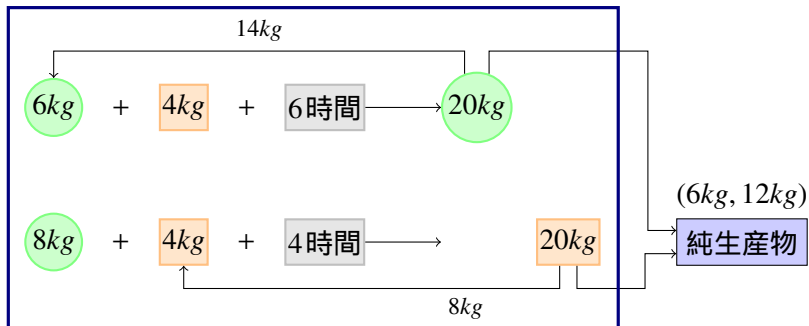 14kg
6kg + 4kg + 6時間 20kg
(6kg, 12kg)
8kg + 4kg + 4時間 20kg 純生産物
8kg